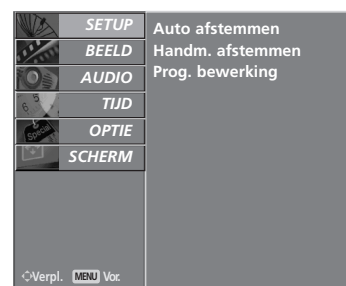 SETUP
BEELD
AUDIO
TIJD
OPTIE
SCHERM
Auto afstemmen
Handm. afstemmen
Prog. bewerking
Verpl. MENU Vor.